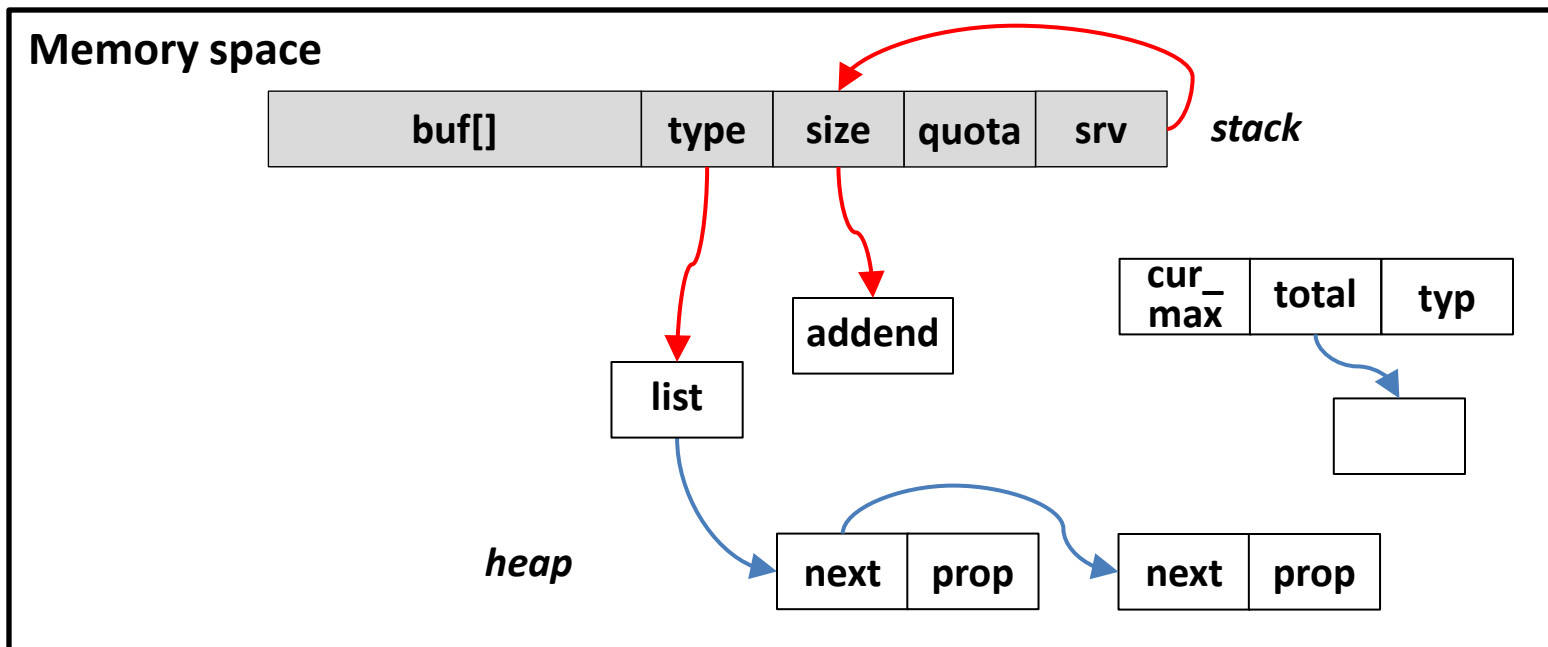 Memory space
buf[] type size quota srv stack
cur_
max total typ
addend
list
heap next prop next prop